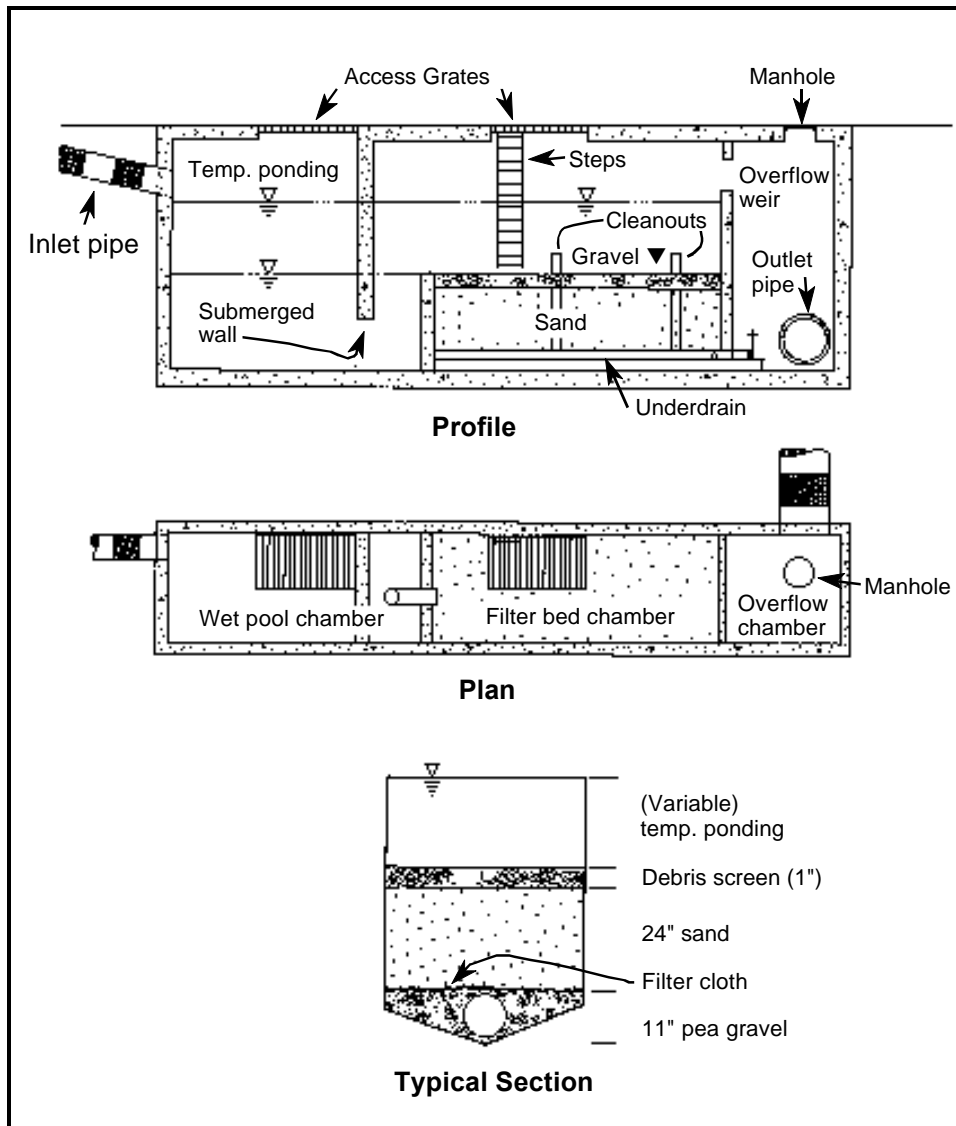 Access Grates
Manhole
Temp. ponding
Steps
Overflow
weir
Inlet pipe
Cleanouts
Gravel
Outlet
pipe
Submerged
wall
Sand
Underdrain
Profile
Wet pool chamber
Filter bed chamber
Overflow
chamber
Manhole
Plan
(Variable)
temp. ponding
Debris screen (1")
24" sand
Filter cloth
11" pea gravel
Typical Section